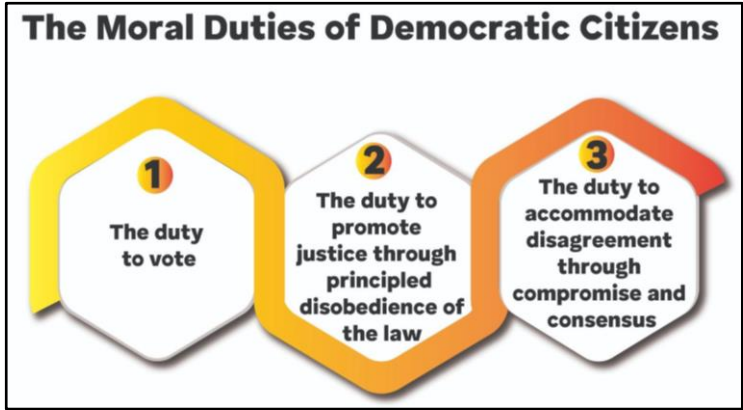 The Moral Duties of Democratic Citizens
1
The duty
to vote
2
The duty to
promote
justice through
principled
disobedience of
the law
3
The duty to
accommodate
disagreement
through
compromise and
consensus